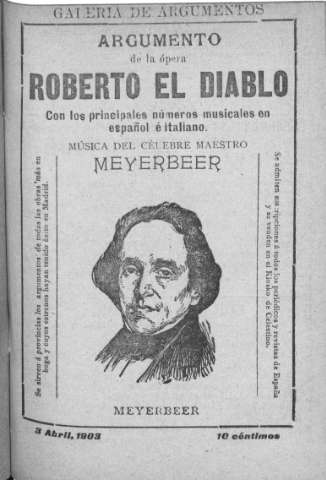 GALERIA DE ARGUMENTOS
ARGUMENTO
de la ópera
ROBERTO EL DIABLO
Con los principales números musicales en
español é italiano.
MÚSICA DEL CÉLEBRE MAESTRO
MEYERBEER
Se sirven á provincias los argumentos de todas las obras más en
boga y cuyos estrenos hayan tenido éxito en Madrid.
Se admiten suscripciones á todos los periódicos y revistas de España
y se venden en el Kiosko de Celestino.
MEYERBEER
3 Abril, 1903
10 céntimos